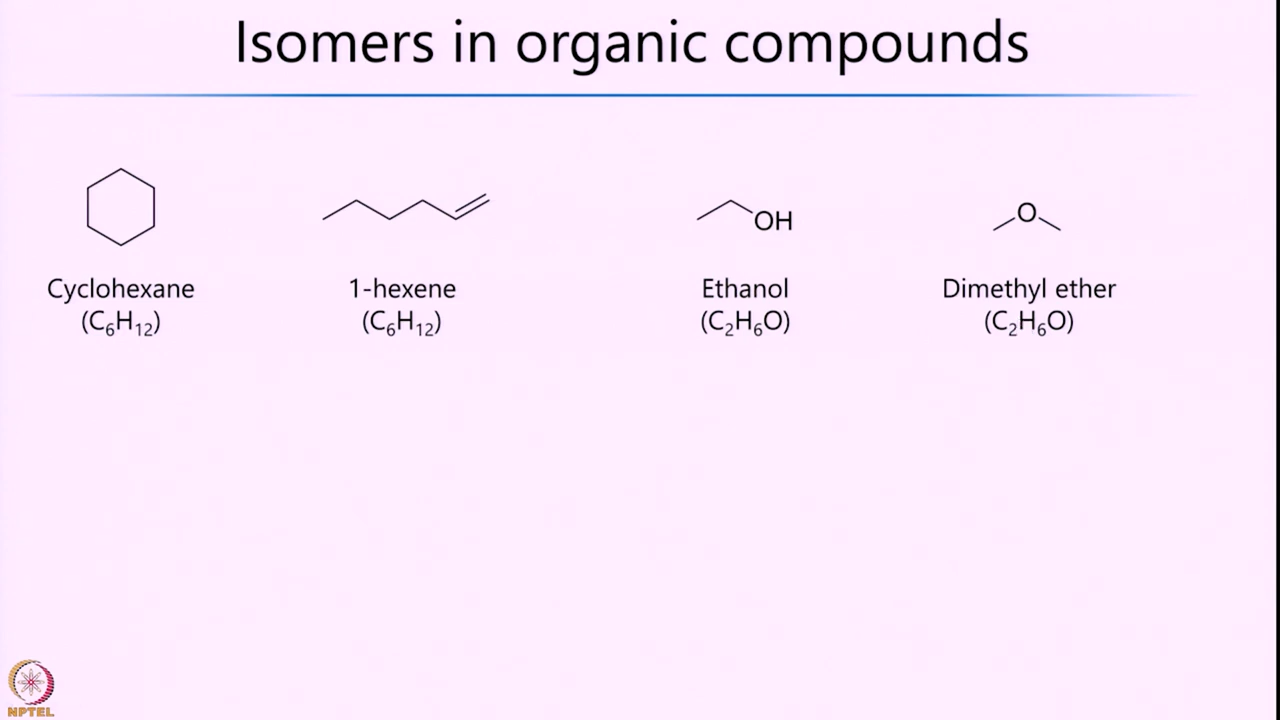 Isomers in organic compounds
OH
O
Cyclohexane
(C₆H₁₂)
1-hexene
(C₆H₁₂)
Ethanol
(C₂H₆O)
Dimethyl ether
(C₂H₆O)
NPTEL